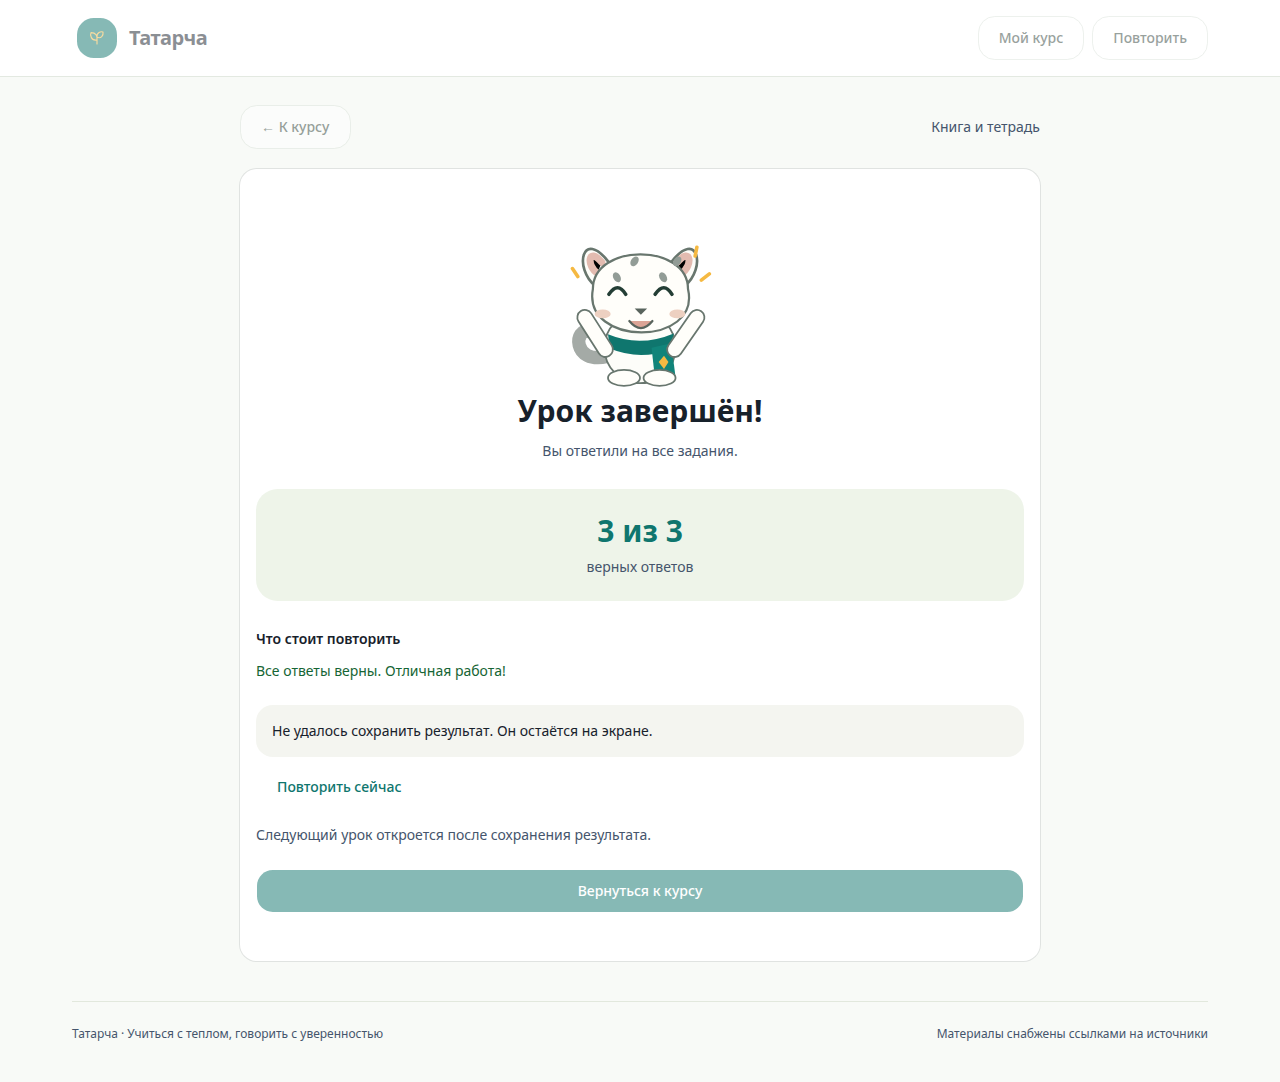 Татарча
Мой курс
Повторить
← К курсу
Книга и тетрадь
Урок завершён!
Вы ответили на все задания.
3 из 3
верных ответов
Что стоит повторить
Все ответы верны. Отличная работа!
Не удалось сохранить результат. Он остаётся на экране.
Повторить сейчас
Следующий урок откроется после сохранения результата.
Вернуться к курсу
Татарча · Учиться с теплом, говорить с уверенностью
Материалы снабжены ссылками на источники